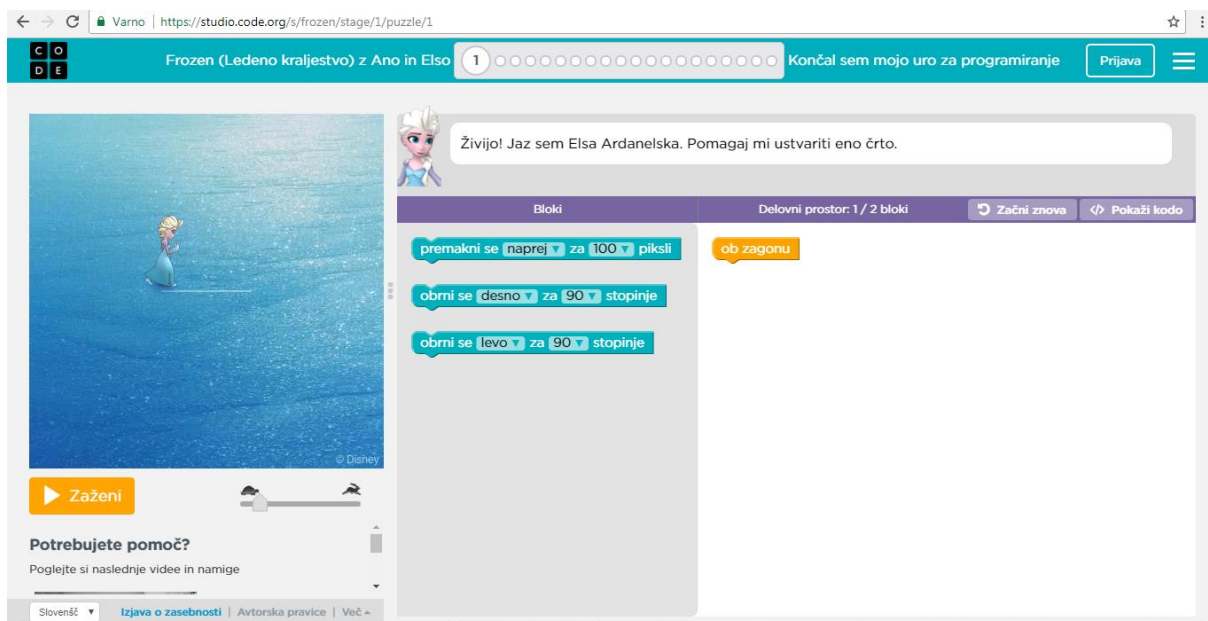 Varno | https://studio.code.org/s/frozen/stage/1/puzzle/1
CODE
Frozen (Ledeno kraljestvo) z Ano in Elso 1 Končal sem mojo uro za programiranje Prijava
Živijo! Jaz sem Elsa Ardanelska. Pomagaj mi ustvariti eno črto.
Bloki Delovni prostor: 1 / 2 bloki Začni znova </> Pokaži kodo
premakni se naprej za 100 piksli
ob zagonu
obrni se desno za 90 stopinje
obrni se levo za 90 stopinje
© Disney
Zaženi
Potrebujete pomoč?
Poglejte si naslednje videe in namige
Slovenšč Izjava o zasebnosti | Avtorska pravice | Več